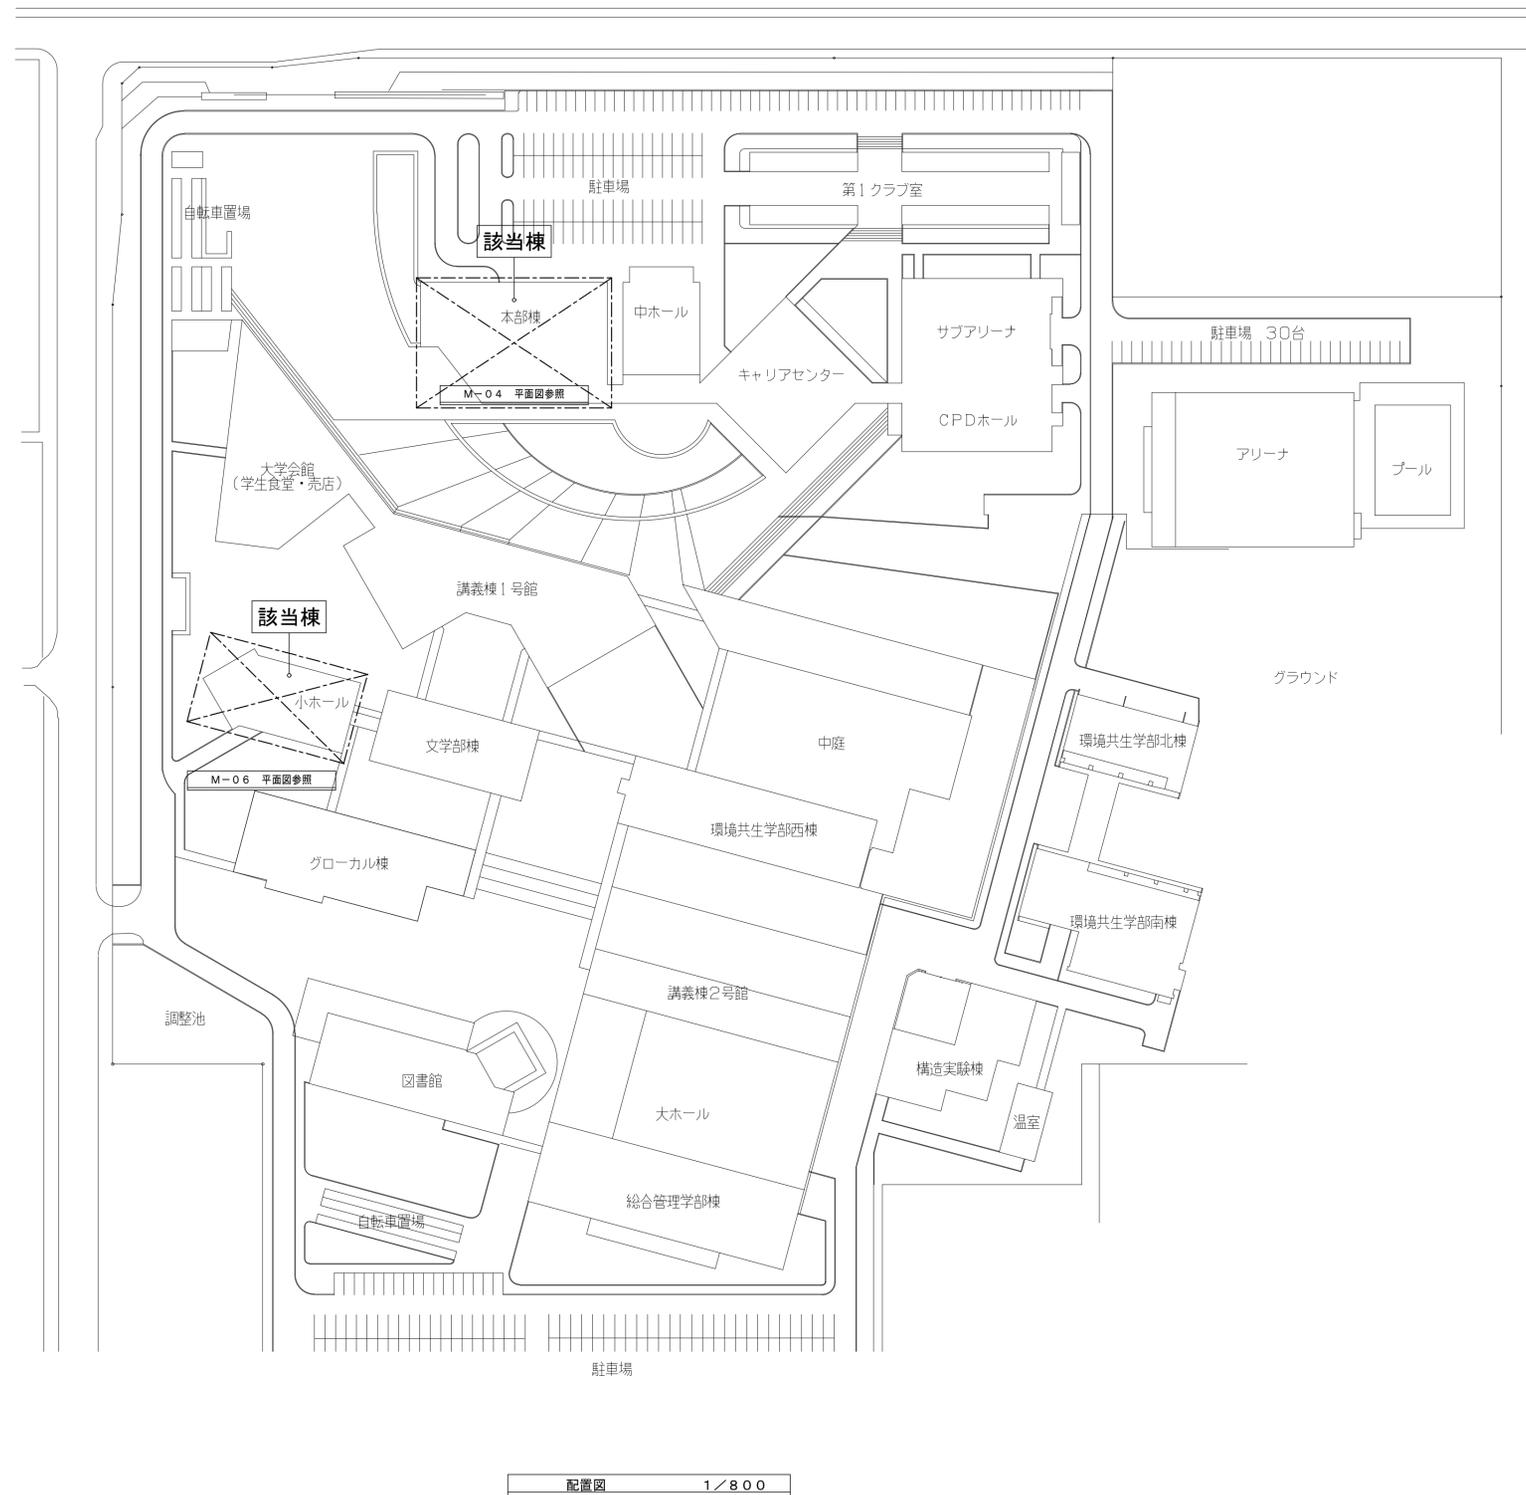 駐車場
第1クラブ室
自転車置場
該当棟
本部棟
中ホール
サブアリーナ
駐車場 30台
キャリアセンター
M-04 平面図参照
CPDホール
アリーナ
プール
大学会館
(学生食堂・売店)
講義棟1号館
該当棟
グラウンド
小ホール
文学部棟
中庭
環境共生学部北棟
M-06 平面図参照
環境共生学部西棟
グローカル棟
環境共生学部南棟
講義棟2号館
調整池
構造実験棟
図書館
大ホール
温室
総合管理学部棟
自転車置場
駐車場
配置図 1/800